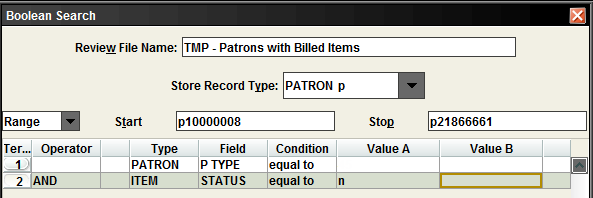 Boolean Search
Review File Name: TMP - Patrons with Billed Items
Store Record Type: PATRON p
Range Start p10000008 Stop p21866661
Ter... Operator Type Field Condition Value A Value B
1 PATRON P TYPE equal to
2 AND ITEM STATUS equal to n